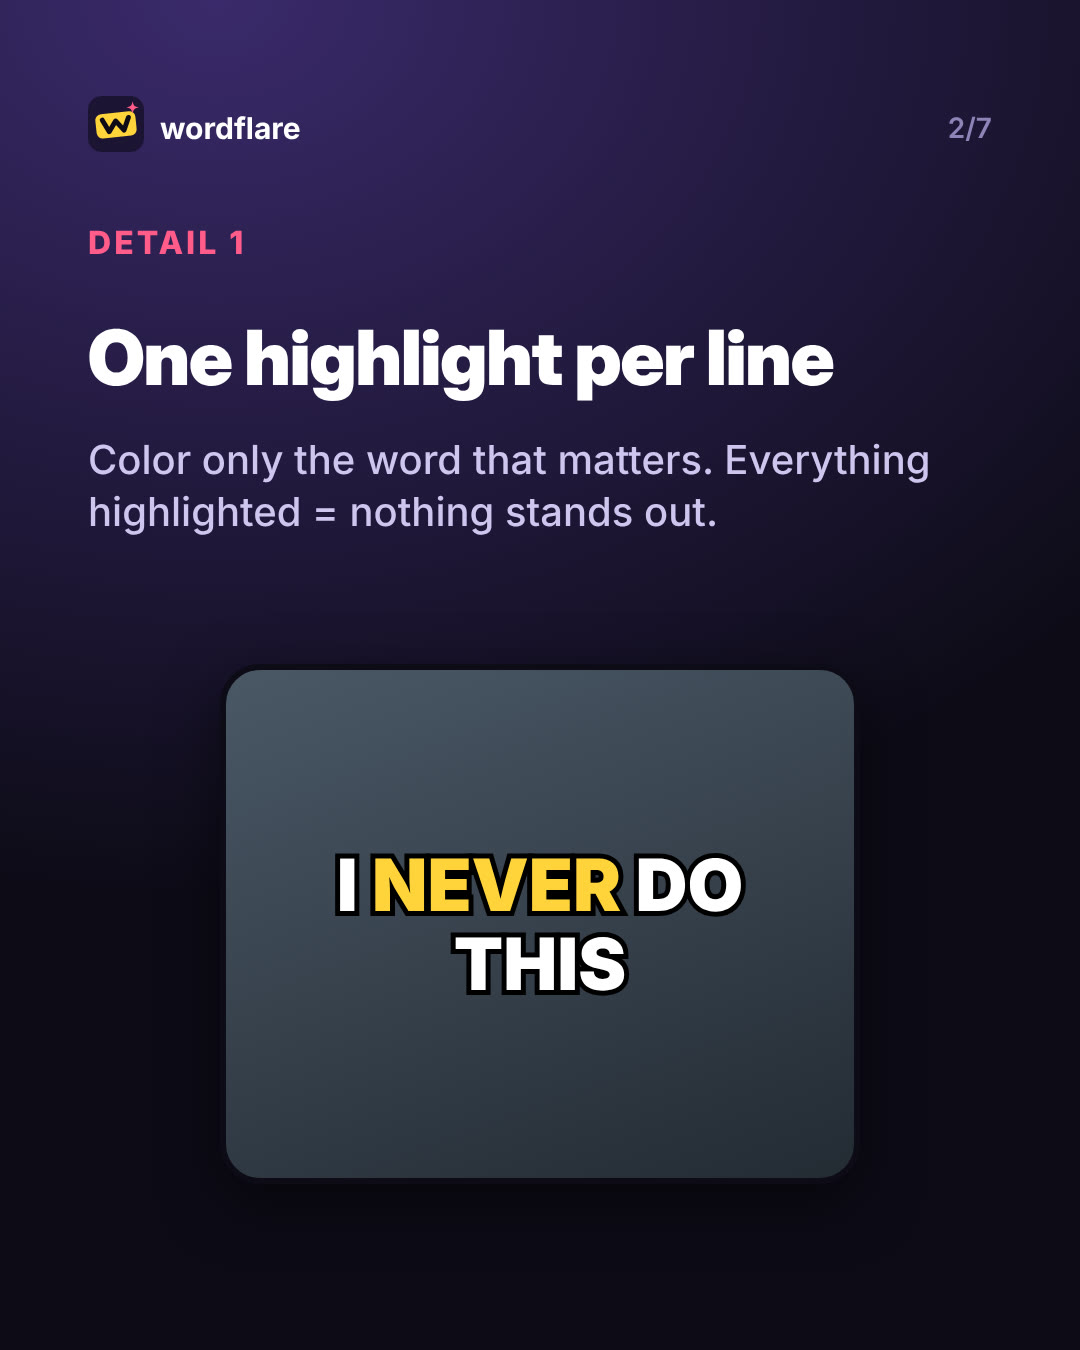 wordflare
2/7
DETAIL 1
One highlight per line
Color only the word that matters. Everything
highlighted = nothing stands out.
I NEVER DO
THIS